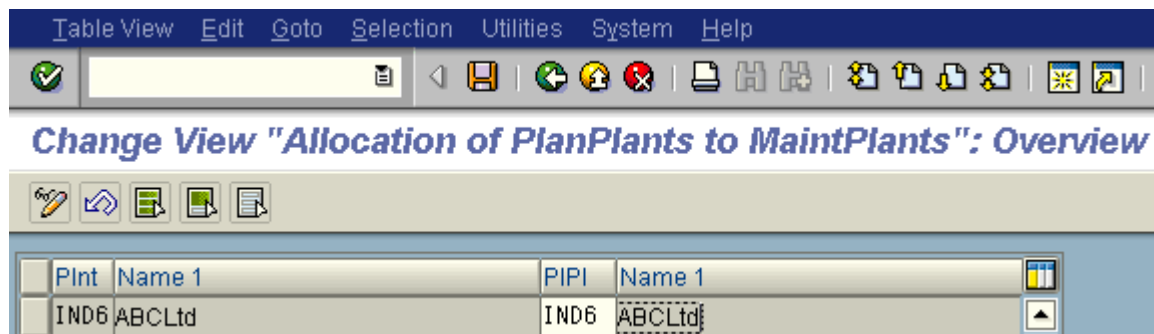 Table View Edit Goto Selection Utilities System Help
Change View "Allocation of PlanPlants to MaintPlants": Overview
Plnt Name 1 PlPl Name 1
IND6 ABCLtd IND6 ABCLtd